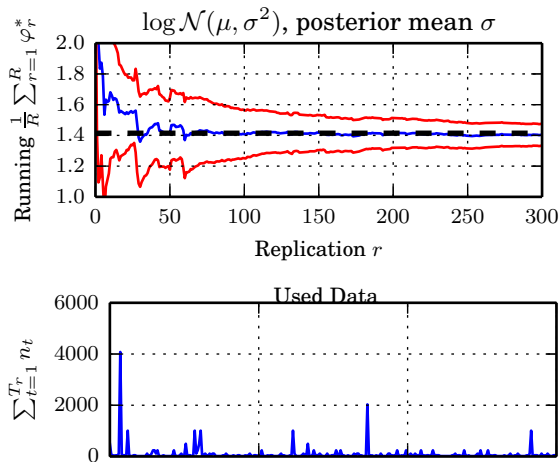 log N(μ, σ²), posterior mean σ
Running 1/R ∑_{r=1}^{R} φ_r^*
2.0
1.8
1.6
1.4
1.2
1.0
0 50 100 150 200 250 300
Replication r
Used Data
∑_{t=1}^{T_r} n_t
6000
4000
2000
0